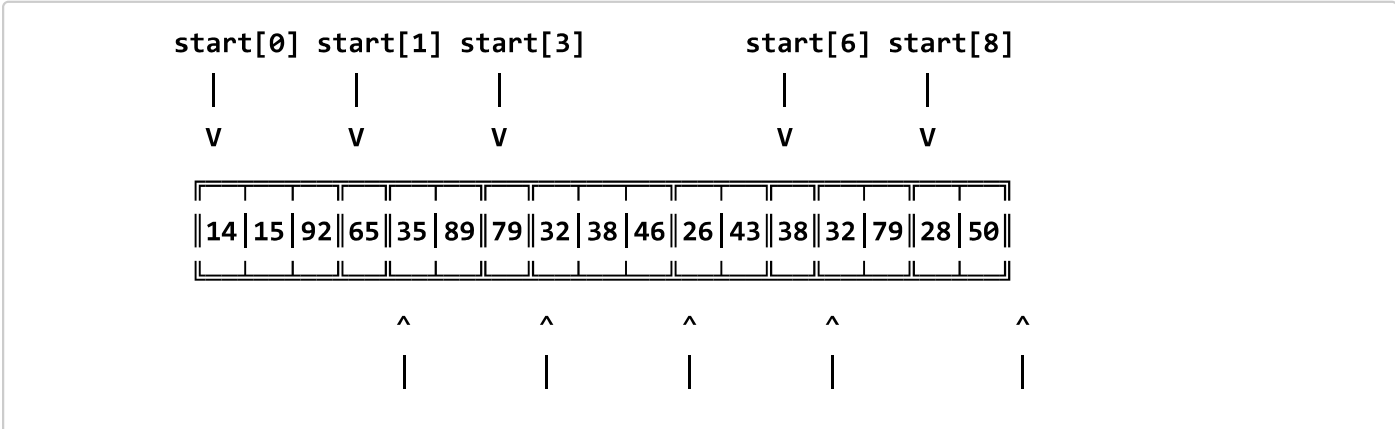 start[0] start[1] start[3] start[6] start[8]
| | | | |
v v v v v
╔══╤══╤══╦══╦══╤══╦══╦══╤══╤══╦══╤══╦══╦══╤══╦══╤══╗
║14│15│92║65║35│89║79║32│38│46║26│43║38║32│79║28│50║
╚══╧══╧══╩══╩══╧══╩══╩══╧══╧══╩══╧══╩══╩══╧══╩══╧══╝
^ ^ ^ ^ ^
| | | | |